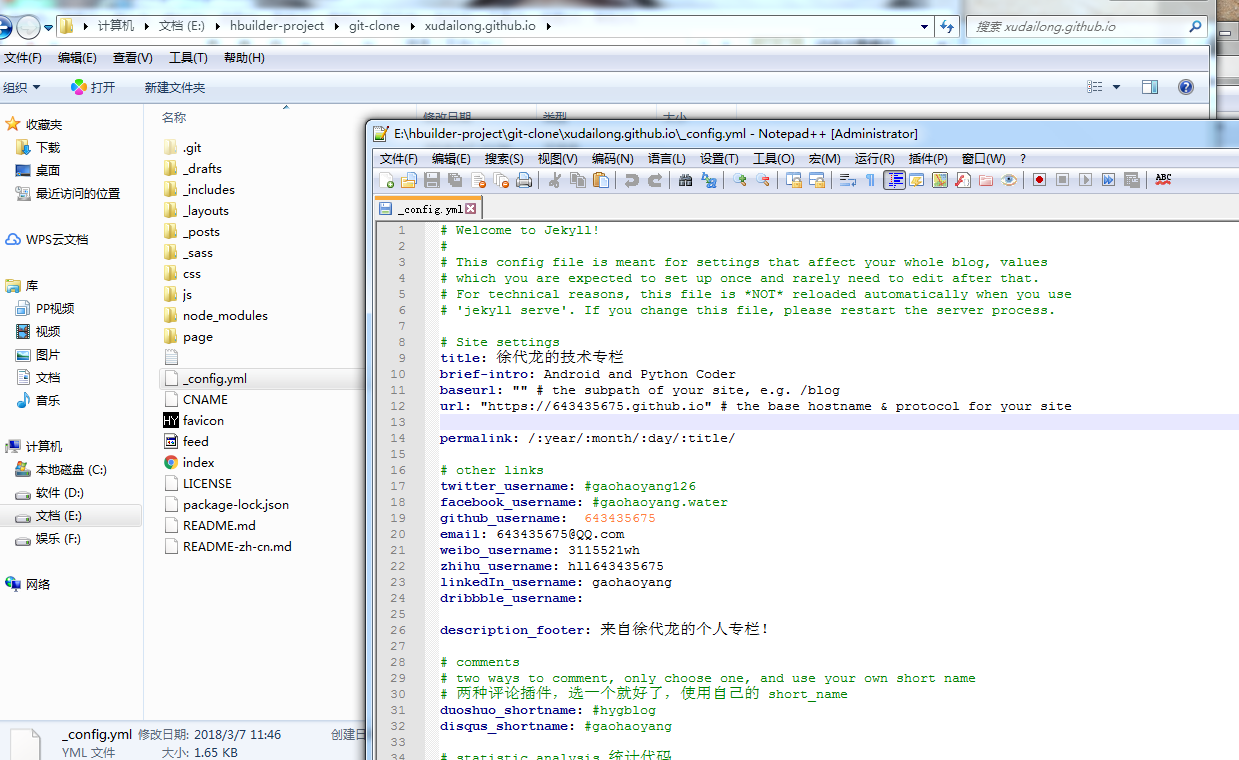 计算机 ▸ 文档 (E:) ▸ hbuilder-project ▸ git-clone ▸ xudailong.github.io ▸
搜索 xudailong.github.io
文件(F) 编辑(E) 查看(V) 工具(T) 帮助(H)
组织 打开 新建文件夹
收藏夹
下载
桌面
最近访问的位置
WPS云文档
库
PP视频
视频
图片
文档
音乐
计算机
本地磁盘 (C:)
软件 (D:)
文档 (E:)
娱乐 (F:)
网络
名称 修改日期 类型 大小
.git
_drafts
_includes
_layouts
_posts
_sass
css
js
node_modules
page
_config.yml
CNAME
favicon
feed
index
LICENSE
package-lock.json
README.md
README-zh-cn.md
_config.yml 修改日期: 2018/3/7 11:46 创建日
YML 文件 大小: 1.65 KB
E:\hbuilder-project\git-clone\xudailong.github.io\_config.yml - Notepad++ [Administrator]
文件(F) 编辑(E) 搜索(S) 视图(V) 编码(N) 语言(L) 设置(T) 工具(O) 宏(M) 运行(R) 插件(P) 窗口(W) ?
ABC
_config.yml
1 # Welcome to Jekyll!
2 #
3 # This config file is meant for settings that affect your whole blog, values
4 # which you are expected to set up once and rarely need to edit after that.
5 # For technical reasons, this file is *NOT* reloaded automatically when you use
6 # 'jekyll serve'. If you change this file, please restart the server process.
7
8 # Site settings
9 title: 徐代龙的技术专栏
10 brief-intro: Android and Python Coder
11 baseurl: "" # the subpath of your site, e.g. /blog
12 url: "https://643435675.github.io" # the base hostname & protocol for your site
13
14 permalink: /:year/:month/:day/:title/
15
16 # other links
17 twitter_username: #gaohaoyang126
18 facebook_username: #gaohaoyang.water
19 github_username: 643435675
20 email: 643435675@QQ.com
21 weibo_username: 3115521wh
22 zhihu_username: hll643435675
23 linkedIn_username: gaohaoyang
24 dribbble_username:
25
26 description_footer: 来自徐代龙的个人专栏!
27
28 # comments
29 # two ways to comment, only choose one, and use your own short name
30 # 两种评论插件，选一个就好了，使用自己的 short_name
31 duoshuo_shortname: #hygblog
32 disqus_shortname: #gaohaoyang
33
34 # statistic analysis 统计代码